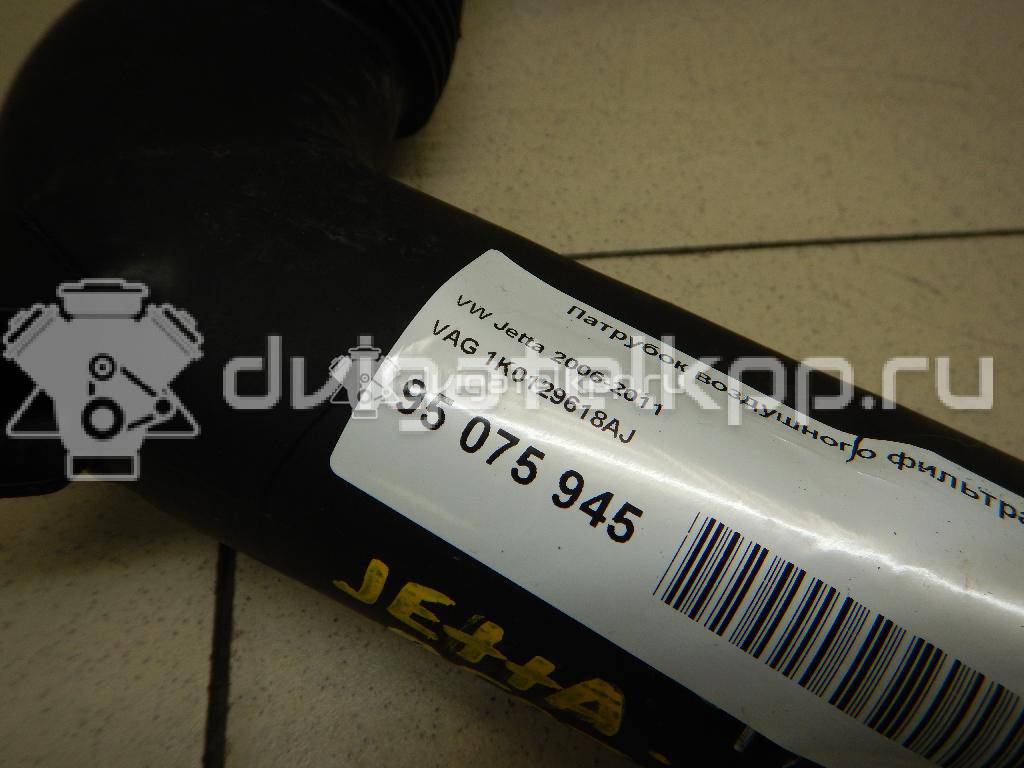 Патрубок воздушного фильтра
VW Jetta 2006-2011
VAG 1K0129618AJ
95 075 945
JEttA
dvigatelkpp.ru